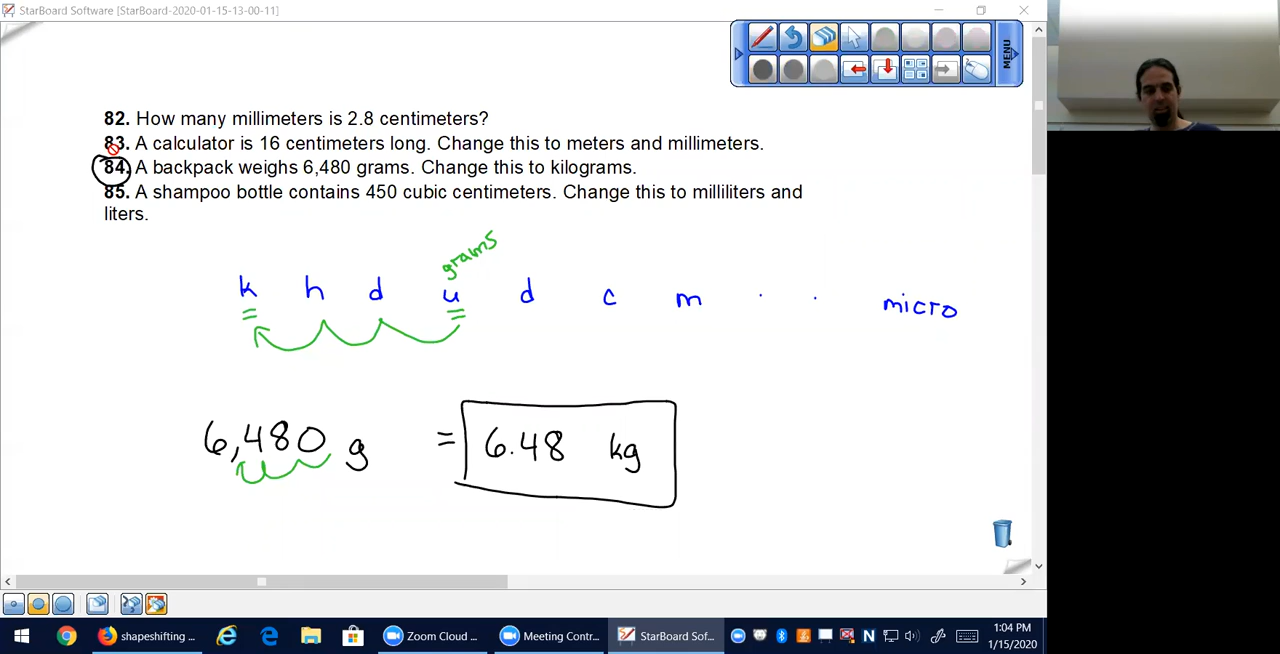 StarBoard Software [StarBoard-2020-01-15-13-00-11]
MENU
82. How many millimeters is 2.8 centimeters?
83. A calculator is 16 centimeters long. Change this to meters and millimeters.
84. A backpack weighs 6,480 grams. Change this to kilograms.
85. A shampoo bottle contains 450 cubic centimeters. Change this to milliliters and
liters.
grams
k h d u d c m . . micro
6,480 g = 6.48 kg
shapeshifting ... Zoom Cloud ... Meeting Contr... StarBoard Sof... N 1:04 PM
1/15/2020